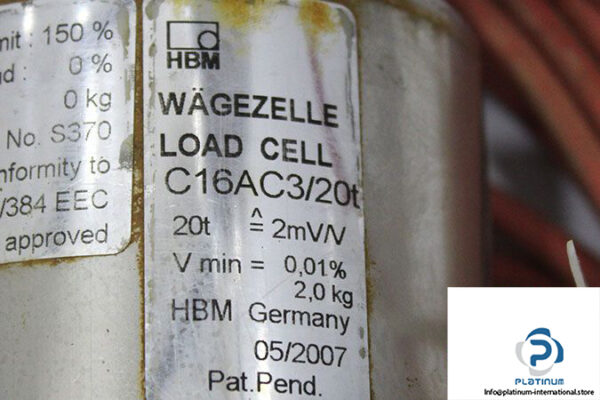 mit : 150 %
d : 0 %
0 kg
No. S370
nformity to
/384 EEC
approved
HBM
WÄGEZELLE
LOAD CELL
C16AC3/20t
20t ≙ 2mV/V
V min = 0,01%
2,0 kg
HBM Germany
05/2007
Pat.Pend.
PLATINUM
Info@platinum-international.store